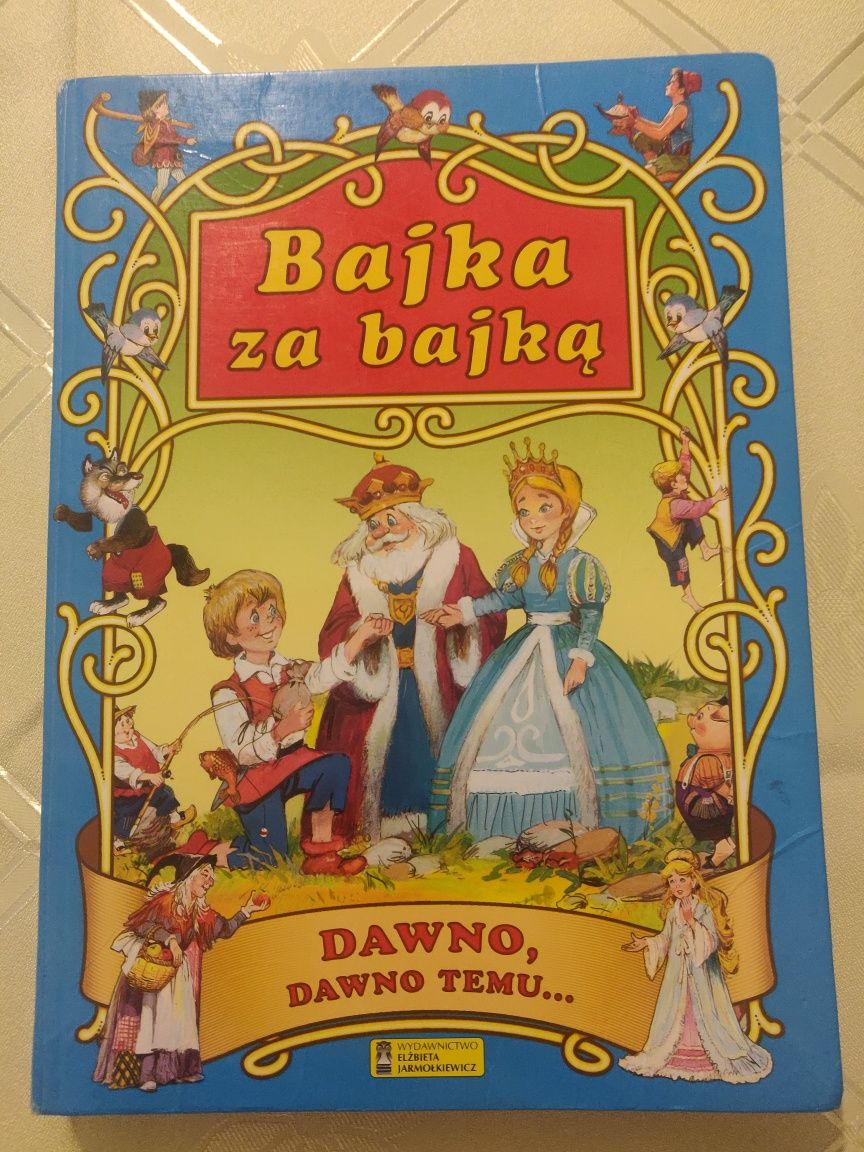 Bajka
za bajką
DAWNO,
DAWNO TEMU...
WYDAWNICTWO
ELŻBIETA
JARMOŁKIEWICZ